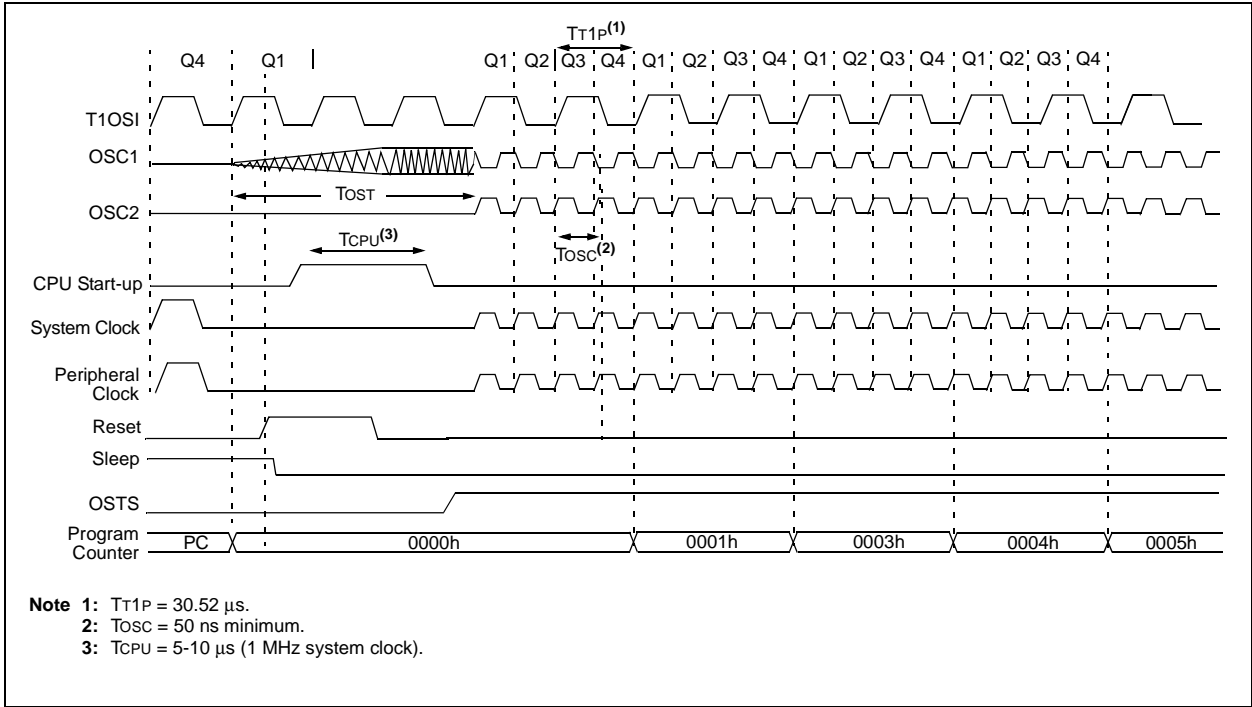 TT1P(1)
Q4 Q1 Q1 Q2 Q3 Q4 Q1 Q2 Q3 Q4 Q1 Q2 Q3 Q4 Q1 Q2 Q3 Q4
T1OSI
OSC1
TOST
OSC2
TCPU(3)
TOSC(2)
CPU Start-up
System Clock
Peripheral
Clock
Reset
Sleep
OSTS
Program
Counter
PC 0000h 0001h 0003h 0004h 0005h
Note 1: TT1P = 30.52 μs.
2: TOSC = 50 ns minimum.
3: TCPU = 5-10 μs (1 MHz system clock).